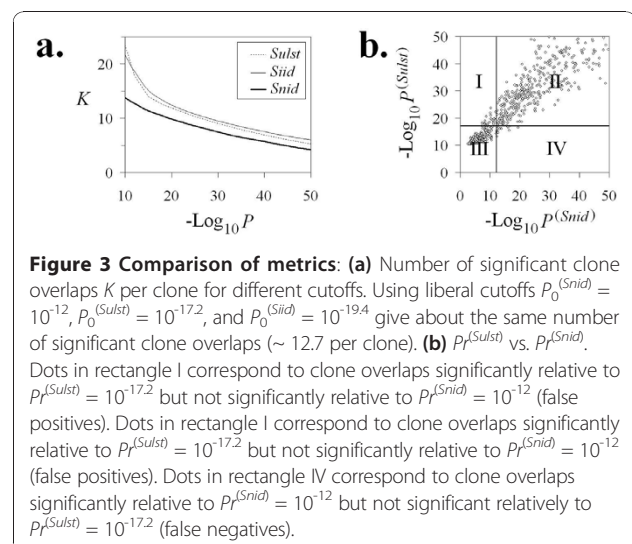 a.
Sulst
Siid
Snid
K
20
10
0
10 20 30 40 50
-Log10 P
b.
-Log10 P(Sulst)
50
40
30
20
10
0
I
II
III
IV
0 10 20 30 40 50
-Log10 P(Snid)
Figure 3 Comparison of metrics: (a) Number of significant clone
overlaps K per clone for different cutoffs. Using liberal cutoffs P0(Snid) =
10-12, P0(Sulst) = 10-17.2, and P0(Siid) = 10-19.4 give about the same number
of significant clone overlaps (~ 12.7 per clone). (b) Pr(Sulst) vs. Pr(Snid).
Dots in rectangle I correspond to clone overlaps significantly relative to
Pr(Sulst) = 10-17.2 but not significantly relative to Pr(Snid) = 10-12 (false
positives). Dots in rectangle I correspond to clone overlaps significantly
relative to Pr(Sulst) = 10-17.2 but not significantly relative to Pr(Snid) = 10-12
(false positives). Dots in rectangle IV correspond to clone overlaps
significantly relative to Pr(Snid) = 10-12 but not significant relatively to
Pr(Sulst) = 10-17.2 (false negatives).